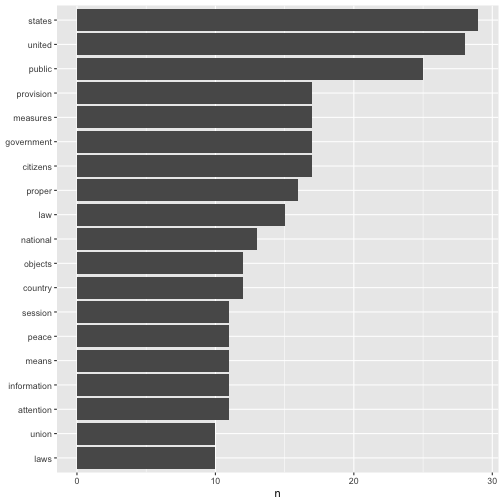 states
united
public
provision
measures
government
citizens
proper
law
national
objects
country
session
peace
means
information
attention
union
laws
0 10 20 30
n